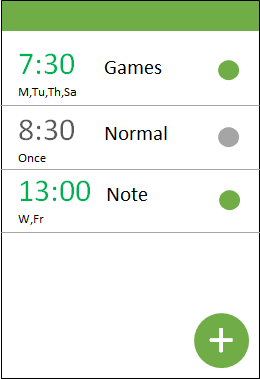 7:30 Games
M,Tu,Th,Sa
8:30 Normal
Once
13:00 Note
W,Fr
+